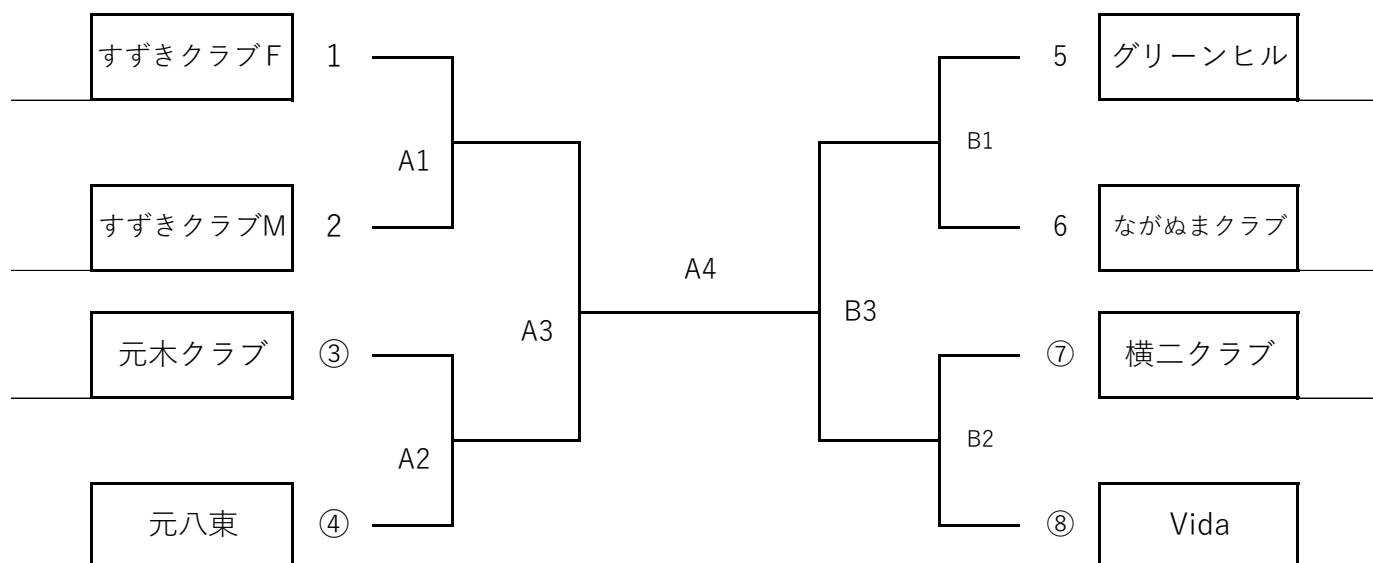 すずきクラブF 1
5 グリーンヒル
A1
B1
すずきクラブM 2
6 ながぬまクラブ
A4
A3
B3
元木クラブ ③
⑦ 横二クラブ
A2
B2
元八東 ④
⑧ Vida